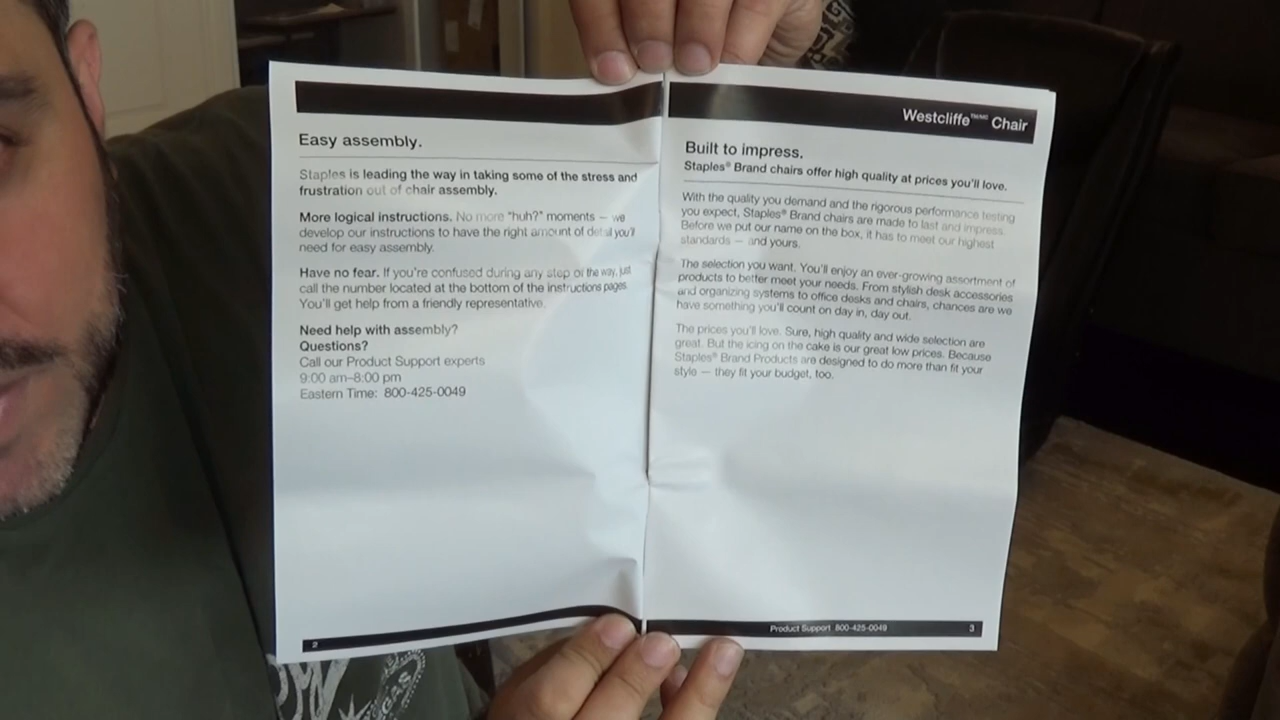 Easy assembly.
Staples is leading the way in taking some of the stress and
frustration out of chair assembly.
More logical instructions. No more "huh?" moments — we
develop our instructions to have the right amount of detail you'll
need for easy assembly.
Have no fear. If you're confused during any step of the way, just
call the number located at the bottom of the instructions pages.
You'll get help from a friendly representative.
Need help with assembly?
Questions?
Call our Product Support experts
9:00 am–8:00 pm
Eastern Time: 800-425-0049
2
Westcliffe™/MC Chair
Built to impress.
Staples® Brand chairs offer high quality at prices you'll love.
With the quality you demand and the rigorous performance testing
you expect, Staples® Brand chairs are made to last and impress.
Before we put our name on the box, it has to meet our highest
standards — and yours.
The selection you want. You'll enjoy an ever-growing assortment of
products to better meet your needs. From stylish desk accessories
and organizing systems to office desks and chairs, chances are we
have something you'll count on day in, day out.
The prices you'll love. Sure, high quality and wide selection are
great. But the icing on the cake is our great low prices. Because
Staples® Brand Products are designed to do more than fit your
style — they fit your budget, too.
Product Support 800-425-0049
3